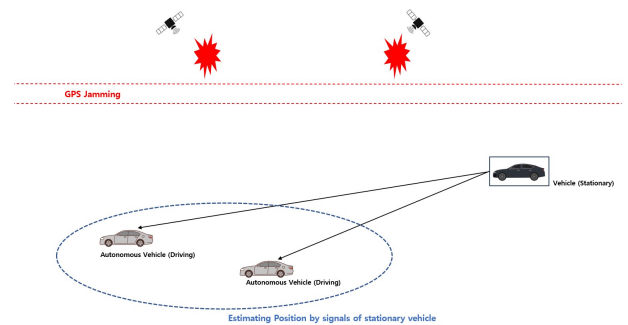 GPS Jamming
Vehicle (Stationary)
Autonomous Vehicle (Driving)
Autonomous Vehicle (Driving)
Estimating Position by signals of stationary vehicle